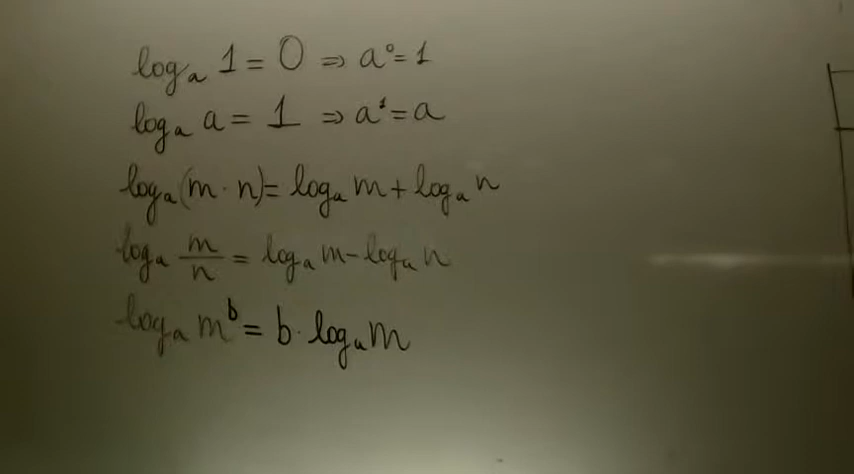 logₐ 1 = 0 ⇒ a⁰ = 1
logₐ a = 1 ⇒ a¹ = a
logₐ (m · n) = logₐ m + logₐ n
logₐ m/n = logₐ m - logₐ n
logₐ mᵇ = b · logₐ m